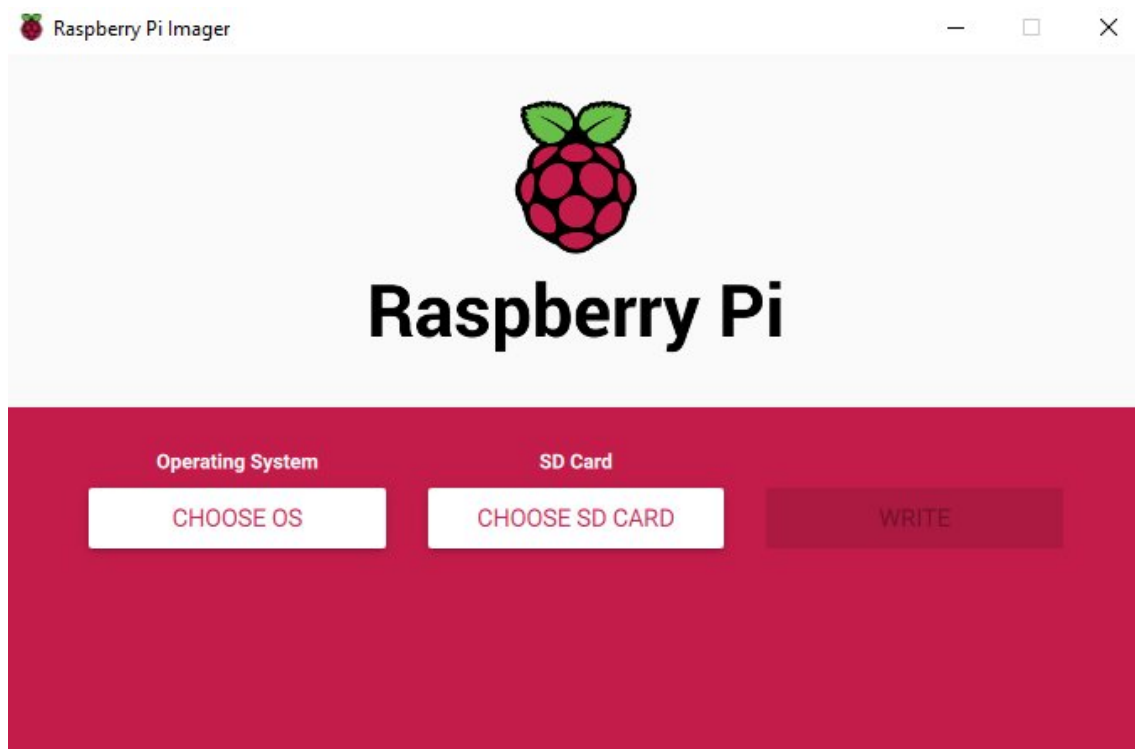 Raspberry Pi Imager
Raspberry Pi
Operating System
SD Card
CHOOSE OS
CHOOSE SD CARD
WRITE